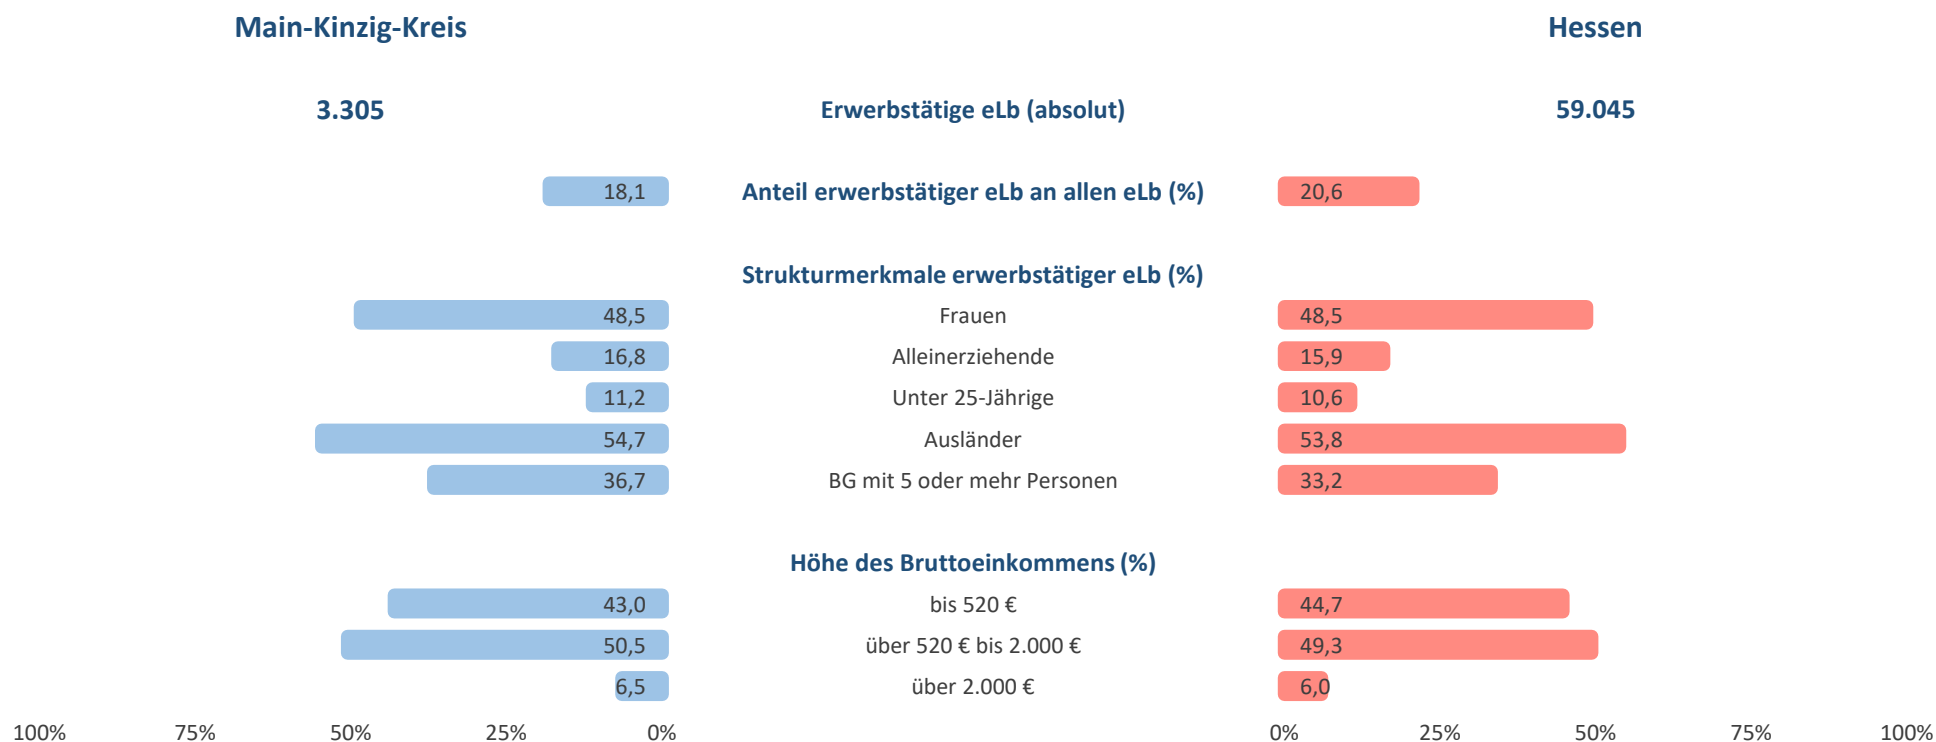 Main-Kinzig-Kreis Hessen
3.305 Erwerbstätige eLb (absolut) 59.045
18,1 Anteil erwerbstätiger eLb an allen eLb (%) 20,6
Strukturmerkmale erwerbstätiger eLb (%)
48,5 Frauen 48,5
16,8 Alleinerziehende 15,9
11,2 Unter 25-Jährige 10,6
54,7 Ausländer 53,8
36,7 BG mit 5 oder mehr Personen 33,2
Höhe des Bruttoeinkommens (%)
43,0 bis 520 € 44,7
50,5 über 520 € bis 2.000 € 49,3
6,5 über 2.000 € 6,0
100% 75% 50% 25% 0% 0% 25% 50% 75% 100%